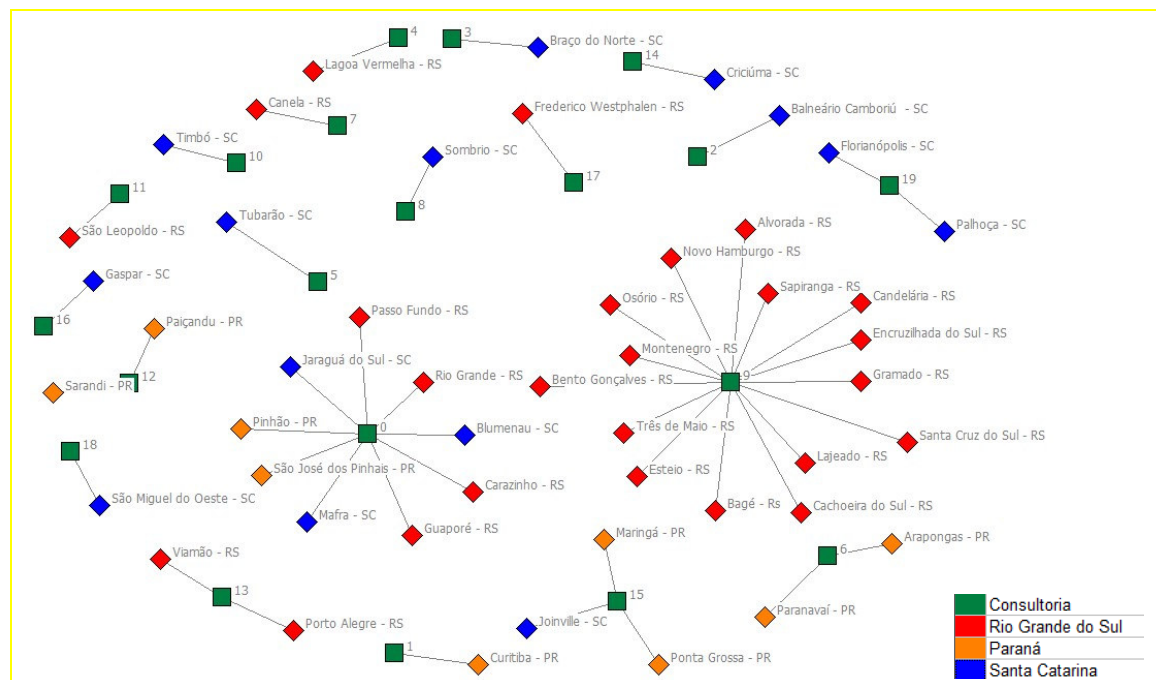 4
3
Braço do Norte - SC
14
Lagoa Vermelha - RS
Criciúma - SC
Canela - RS
7
Frederico Westphalen - RS
Balneário Camboriú - SC
Timbó - SC
10
Sombrio - SC
2
Florianópolis - SC
17
19
11
8
São Leopoldo - RS
Tubarão - SC
Alvorada - RS
Palhoça - SC
Novo Hamburgo - RS
Gaspar - SC
5
Sapiranga - RS
Osório - RS
Candelária - RS
16
Paiçandu - PR
Passo Fundo - RS
Encruzilhada do Sul - RS
Montenegro - RS
Jaraguá do Sul - SC
12
Sarandi - PR
Rio Grande - RS
Bento Gonçalves - RS
9
Gramado - RS
Pinhão - PR
0
Blumenau - SC
Três de Maio - RS
Santa Cruz do Sul - RS
18
São José dos Pinhais - PR
Esteio - RS
Lajeado - RS
São Miguel do Oeste - SC
Carazinho - RS
Mafra - SC
Bagé - Rs
Cachoeira do Sul - RS
Guaporé - RS
Maringá - PR
Arapongas - PR
Viamão - RS
6
13
15
Paranavaí - PR
Porto Alegre - RS
Joinville - SC
1
Curitiba - PR
Ponta Grossa - PR
Consultoria
Rio Grande do Sul
Paraná
Santa Catarina